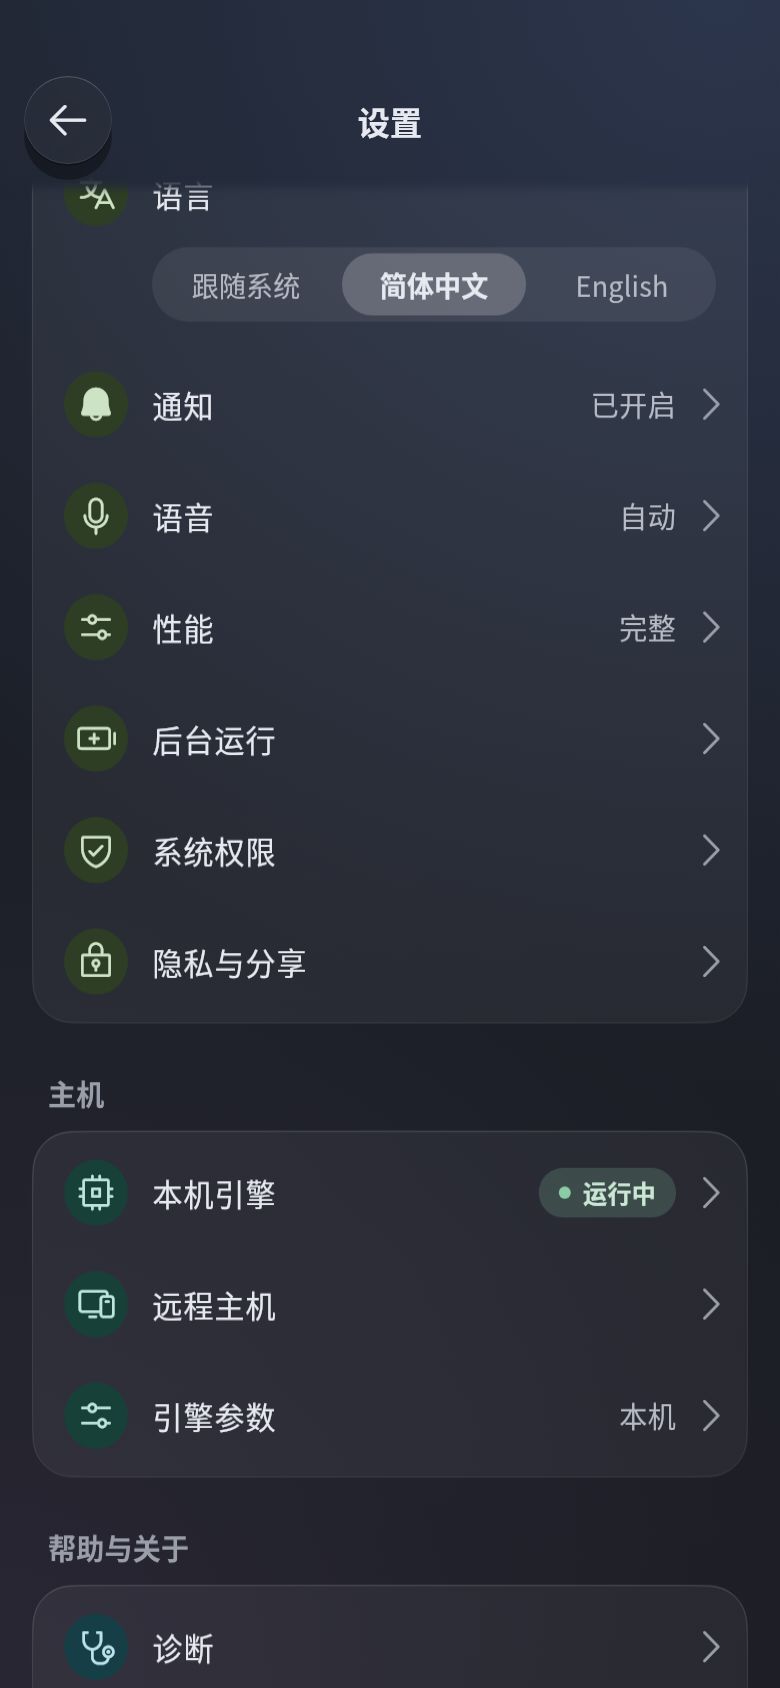 设置
语言
跟随系统 简体中文 English
通知 已开启
语音 自动
性能 完整
后台运行
系统权限
隐私与分享
主机
本机引擎 运行中
远程主机
引擎参数 本机
帮助与关于
诊断